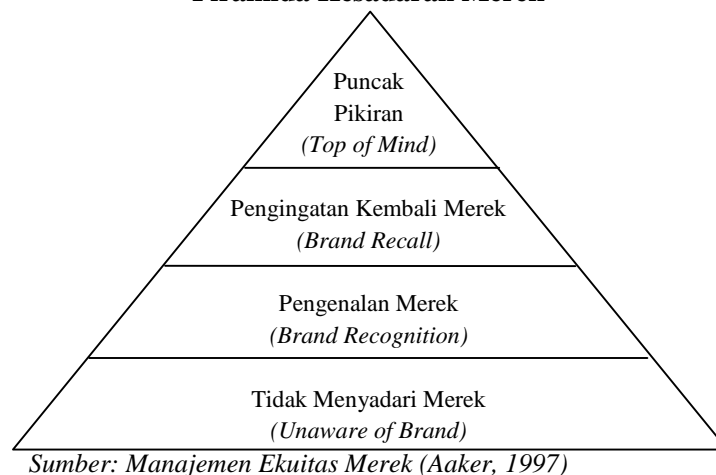 Piramida Kesadaran Merek
Puncak
Pikiran
(Top of Mind)
Pengingatan Kembali Merek
(Brand Recall)
Pengenalan Merek
(Brand Recognition)
Tidak Menyadari Merek
(Unaware of Brand)
Sumber: Manajemen Ekuitas Merek (Aaker, 1997)